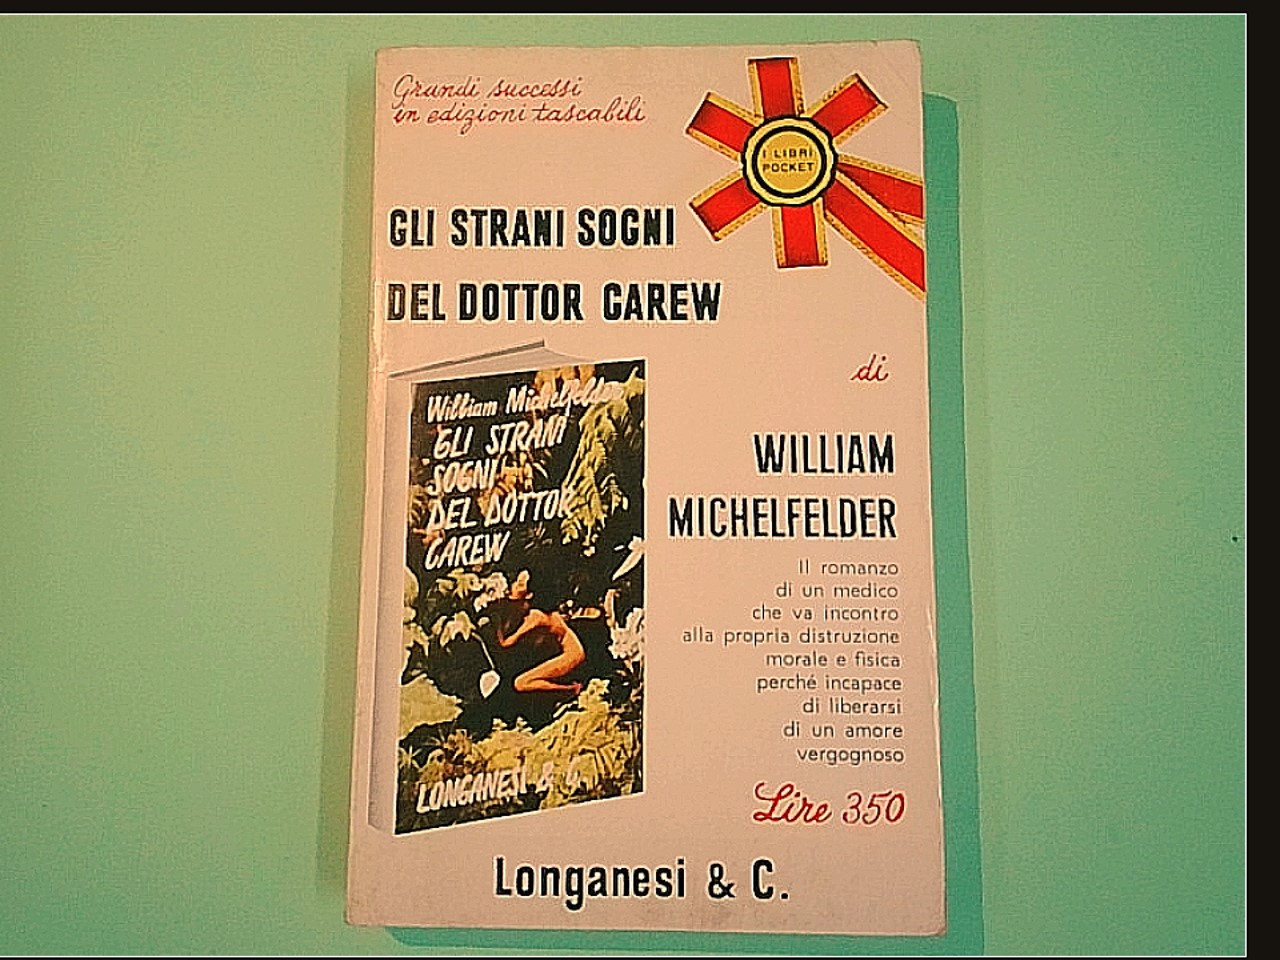 Grandi successi
in edizioni tascabili
I LIBRI
POCKET
GLI STRANI SOGNI
DEL DOTTOR CAREW
di
WILLIAM
MICHELFELDER
William Michelfelder
GLI STRANI
SOGNI
DEL DOTTOR
CAREW
LONGANESI & C.
Il romanzo
di un medico
che va incontro
alla propria distruzione
morale e fisica
perché incapace
di liberarsi
di un amore
vergognoso
Lire 350
Longanesi & C.